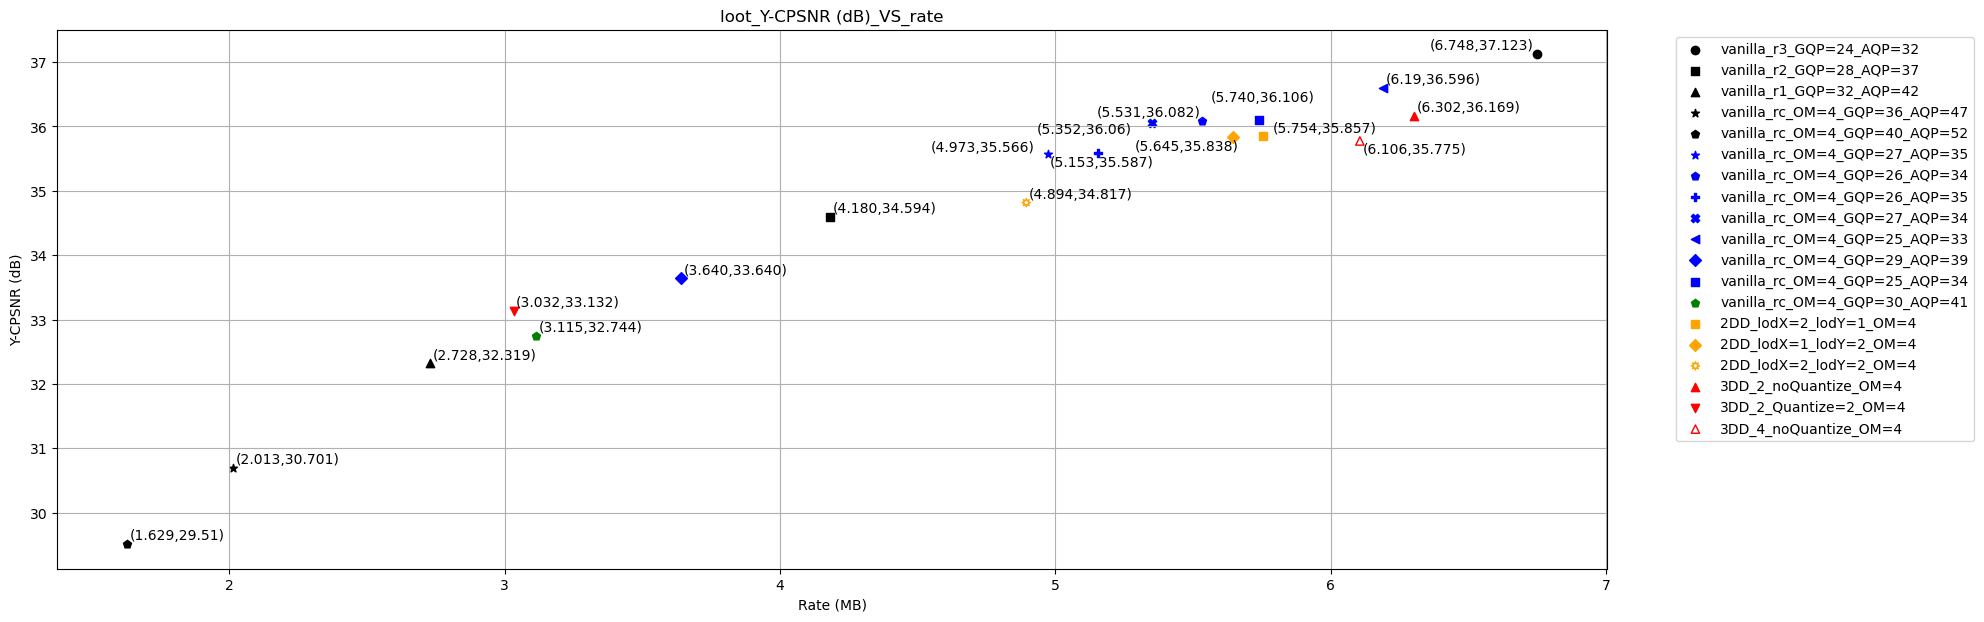 loot_Y-CPSNR (dB)_VS_rate
Y-CPSNR (dB)
37
36
35
34
33
32
31
30
(6.748,37.123)
(6.19,36.596)
(5.740,36.106)
(6.302,36.169)
(5.531,36.082)
(5.352,36.06)
(5.754,35.857)
(4.973,35.566)
(5.645,35.838)
(6.106,35.775)
(5.153,35.587)
(4.894,34.817)
(4.180,34.594)
(3.640,33.640)
(3.032,33.132)
(3.115,32.744)
(2.728,32.319)
(2.013,30.701)
(1.629,29.51)
2 3 4 5 6 7
Rate (MB)
vanilla_r3_GQP=24_AQP=32
vanilla_r2_GQP=28_AQP=37
vanilla_r1_GQP=32_AQP=42
vanilla_rc_OM=4_GQP=36_AQP=47
vanilla_rc_OM=4_GQP=40_AQP=52
vanilla_rc_OM=4_GQP=27_AQP=35
vanilla_rc_OM=4_GQP=26_AQP=34
vanilla_rc_OM=4_GQP=26_AQP=35
vanilla_rc_OM=4_GQP=27_AQP=34
vanilla_rc_OM=4_GQP=25_AQP=33
vanilla_rc_OM=4_GQP=29_AQP=39
vanilla_rc_OM=4_GQP=25_AQP=34
vanilla_rc_OM=4_GQP=30_AQP=41
2DD_lodX=2_lodY=1_OM=4
2DD_lodX=1_lodY=2_OM=4
2DD_lodX=2_lodY=2_OM=4
3DD_2_noQuantize_OM=4
3DD_2_Quantize=2_OM=4
3DD_4_noQuantize_OM=4